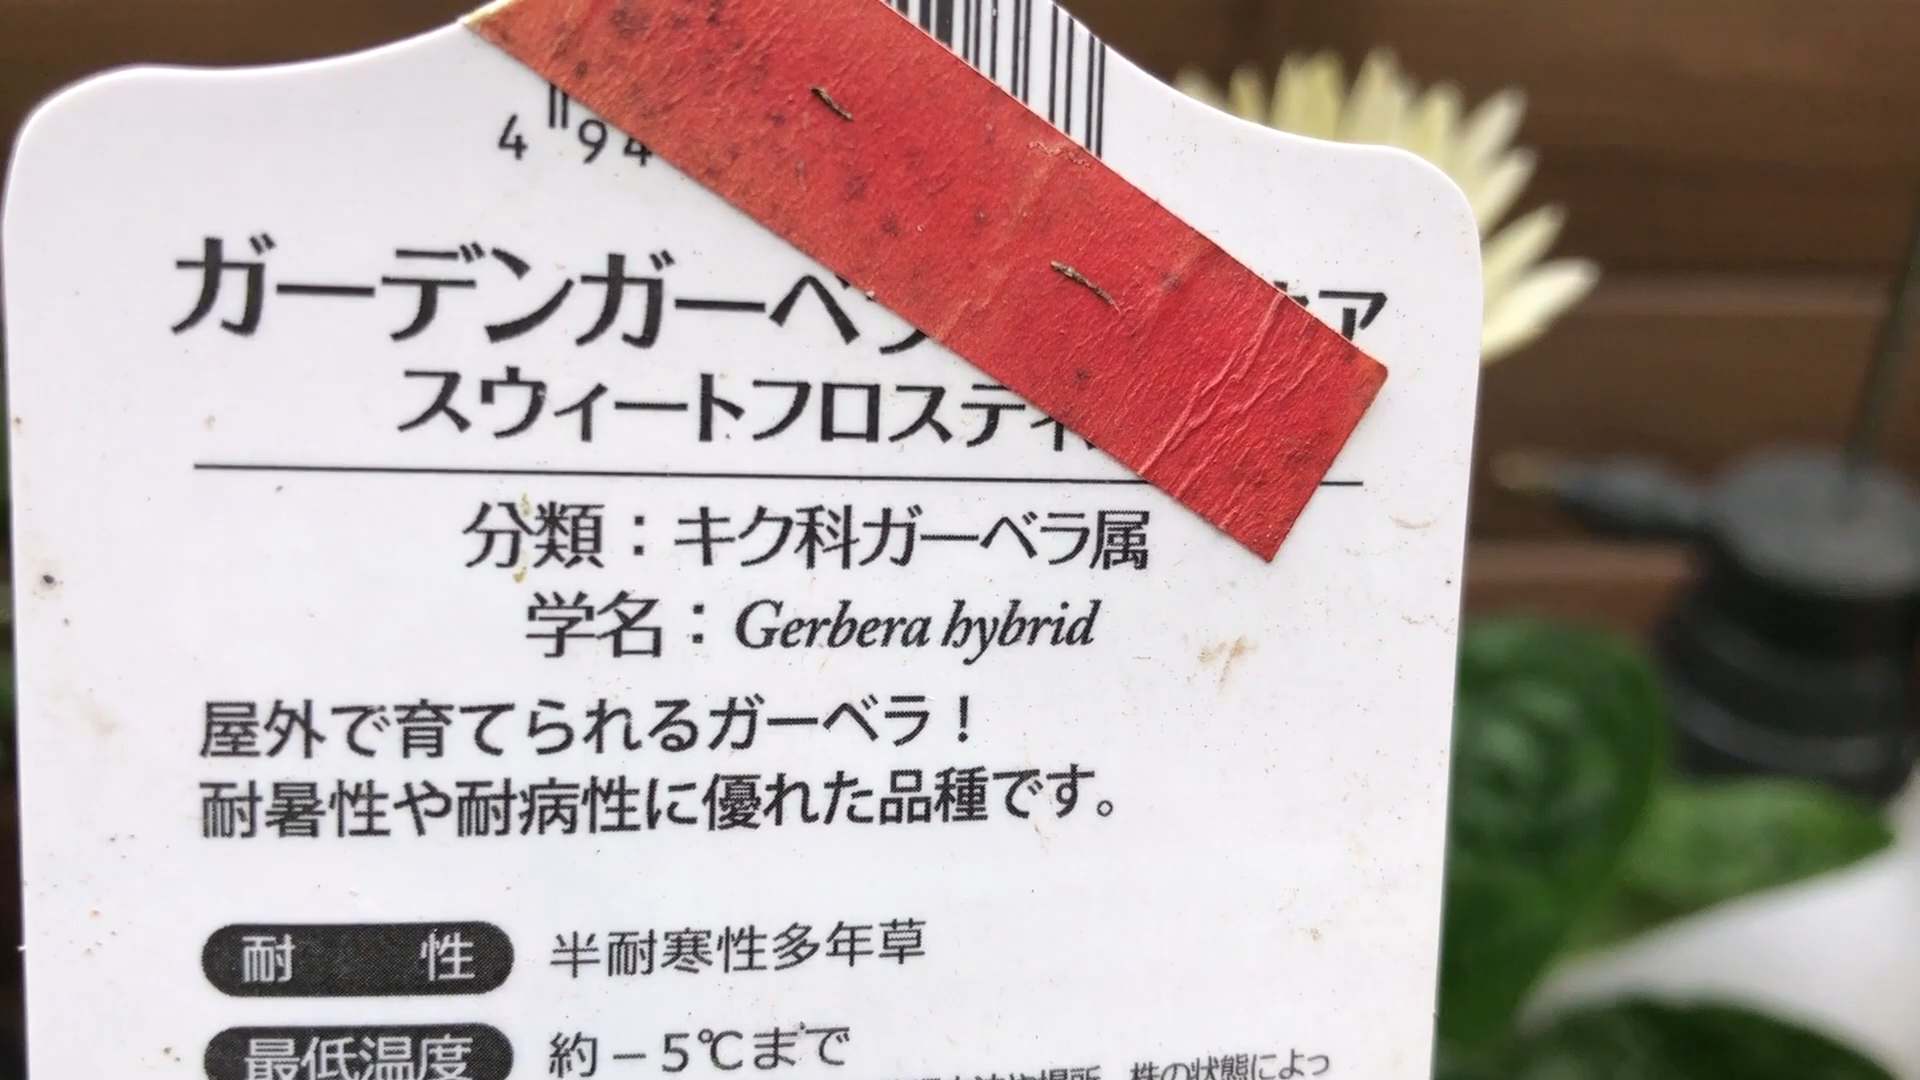 4 94
ガーデンガーベラ
スウィートフロスティ
分類：キク科ガーベラ属
学名：Gerbera hybrid
屋外で育てられるガーベラ！
耐暑性や耐病性に優れた品種です。
耐 性 半耐寒性多年草
最低温度 約－5℃まで
株の状態によっ